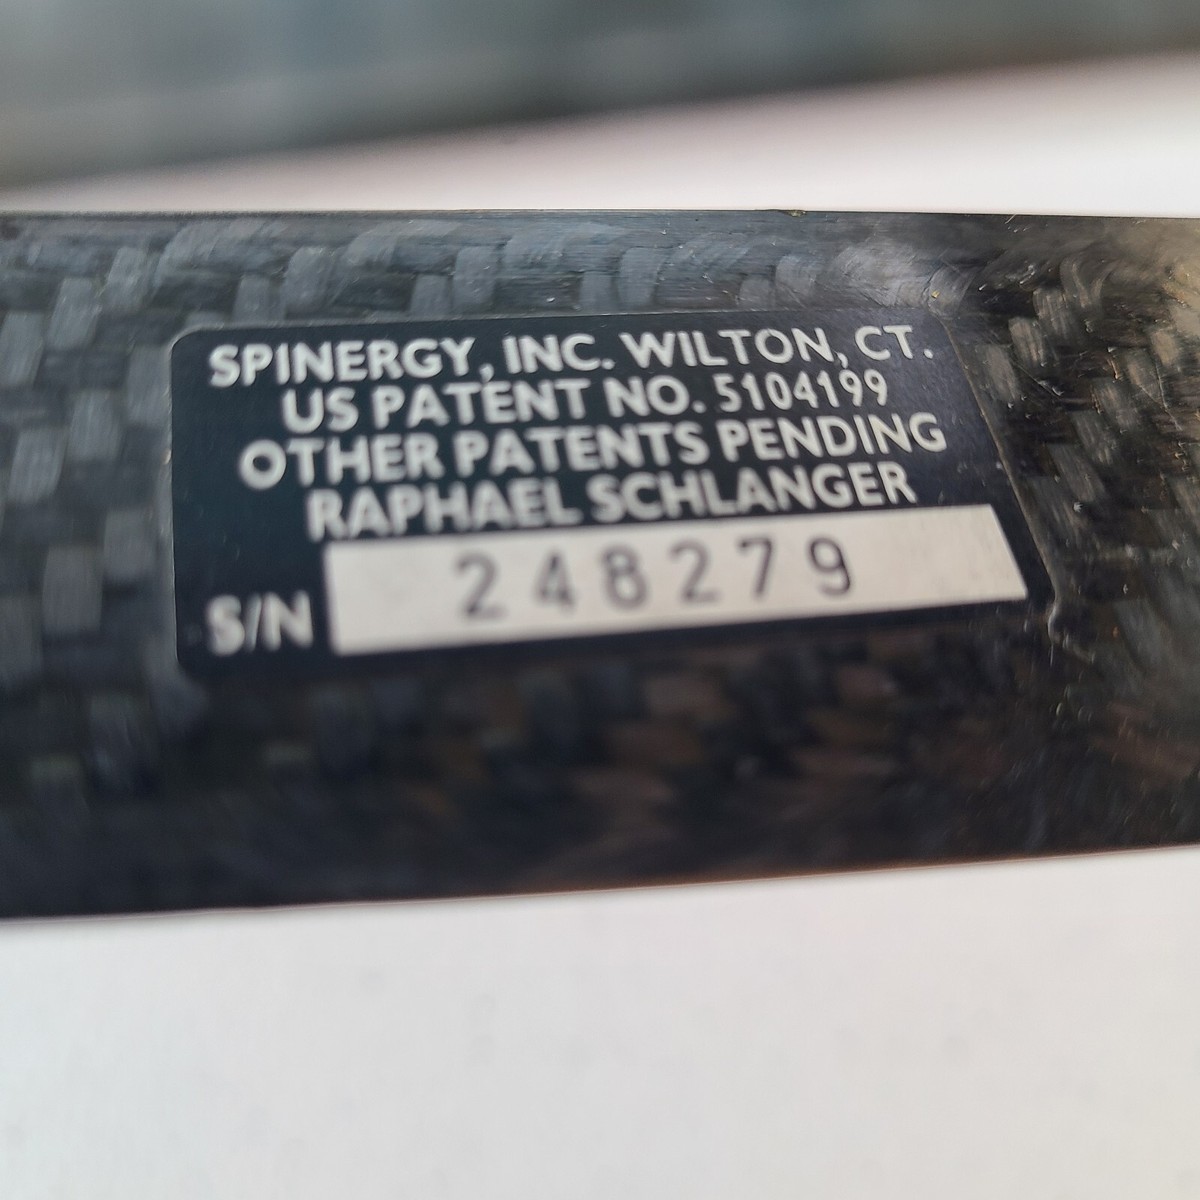 SPINERGY, INC. WILTON, CT.
US PATENT NO. 5104199
OTHER PATENTS PENDING
RAPHAEL SCHLANGER
S/N 248279